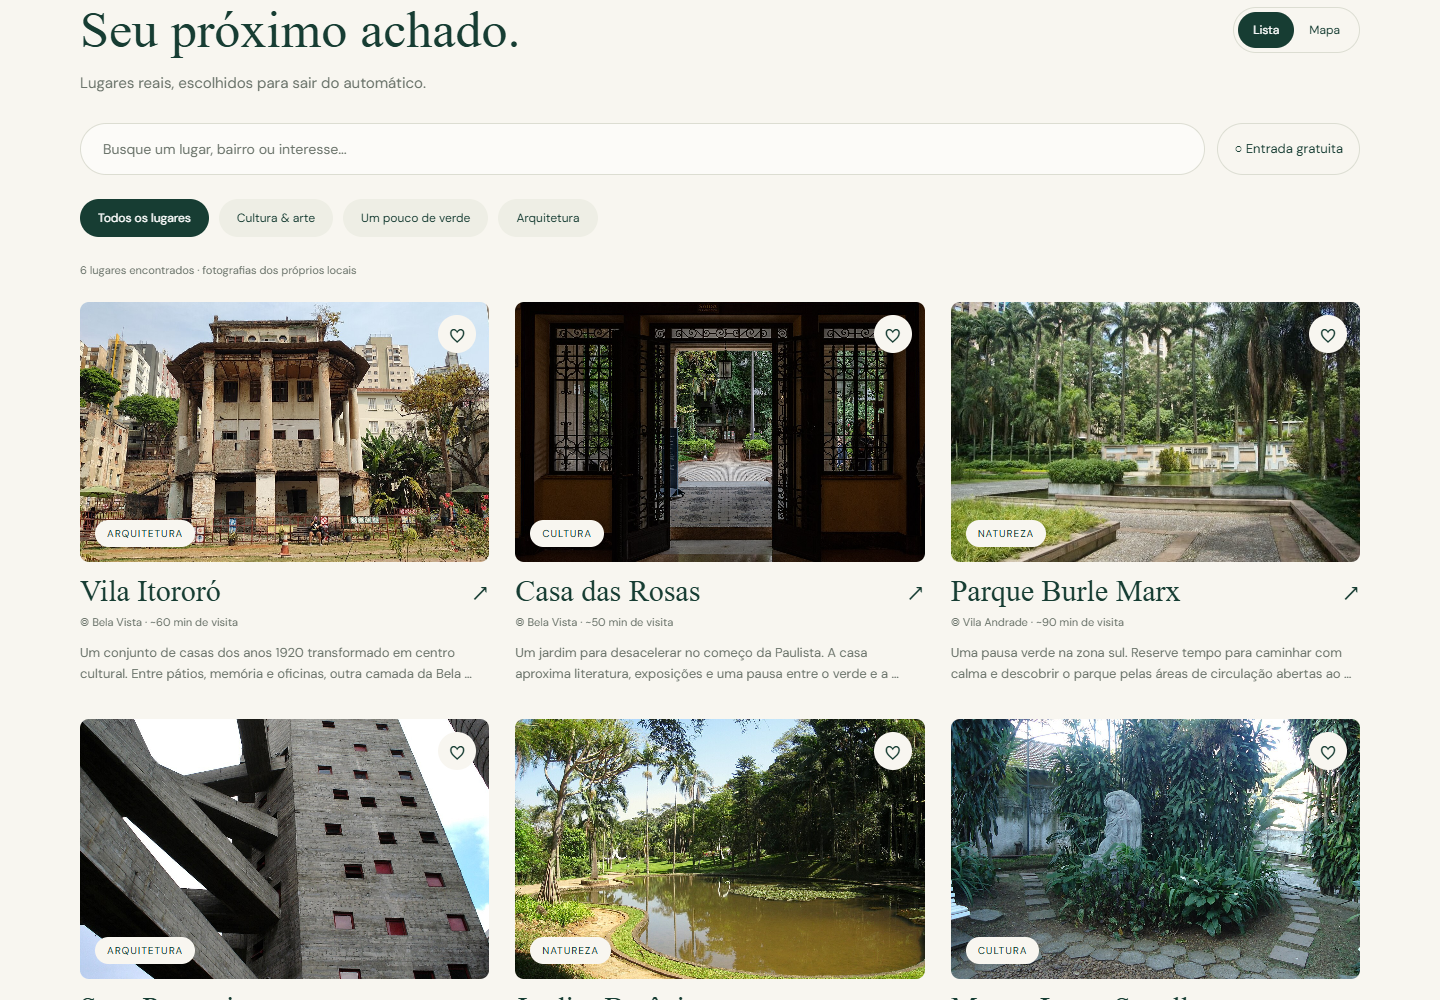 Seu próximo achado.
Lista
Mapa
Lugares reais, escolhidos para sair do automático.
Busque um lugar, bairro ou interesse...
○ Entrada gratuita
Todos os lugares
Cultura & arte
Um pouco de verde
Arquitetura
6 lugares encontrados · fotografias dos próprios locais
ARQUITETURA
CULTURA
NATUREZA
Vila Itororó ↗
◎ Bela Vista · ~60 min de visita
Um conjunto de casas dos anos 1920 transformado em centro
cultural. Entre pátios, memória e oficinas, outra camada da Bela ...
Casa das Rosas ↗
◎ Bela Vista · ~50 min de visita
Um jardim para desacelerar no começo da Paulista. A casa
aproxima literatura, exposições e uma pausa entre o verde e a ...
Parque Burle Marx ↗
◎ Vila Andrade · ~90 min de visita
Uma pausa verde na zona sul. Reserve tempo para caminhar com
calma e descobrir o parque pelas áreas de circulação abertas ao ...
ARQUITETURA
NATUREZA
CULTURA